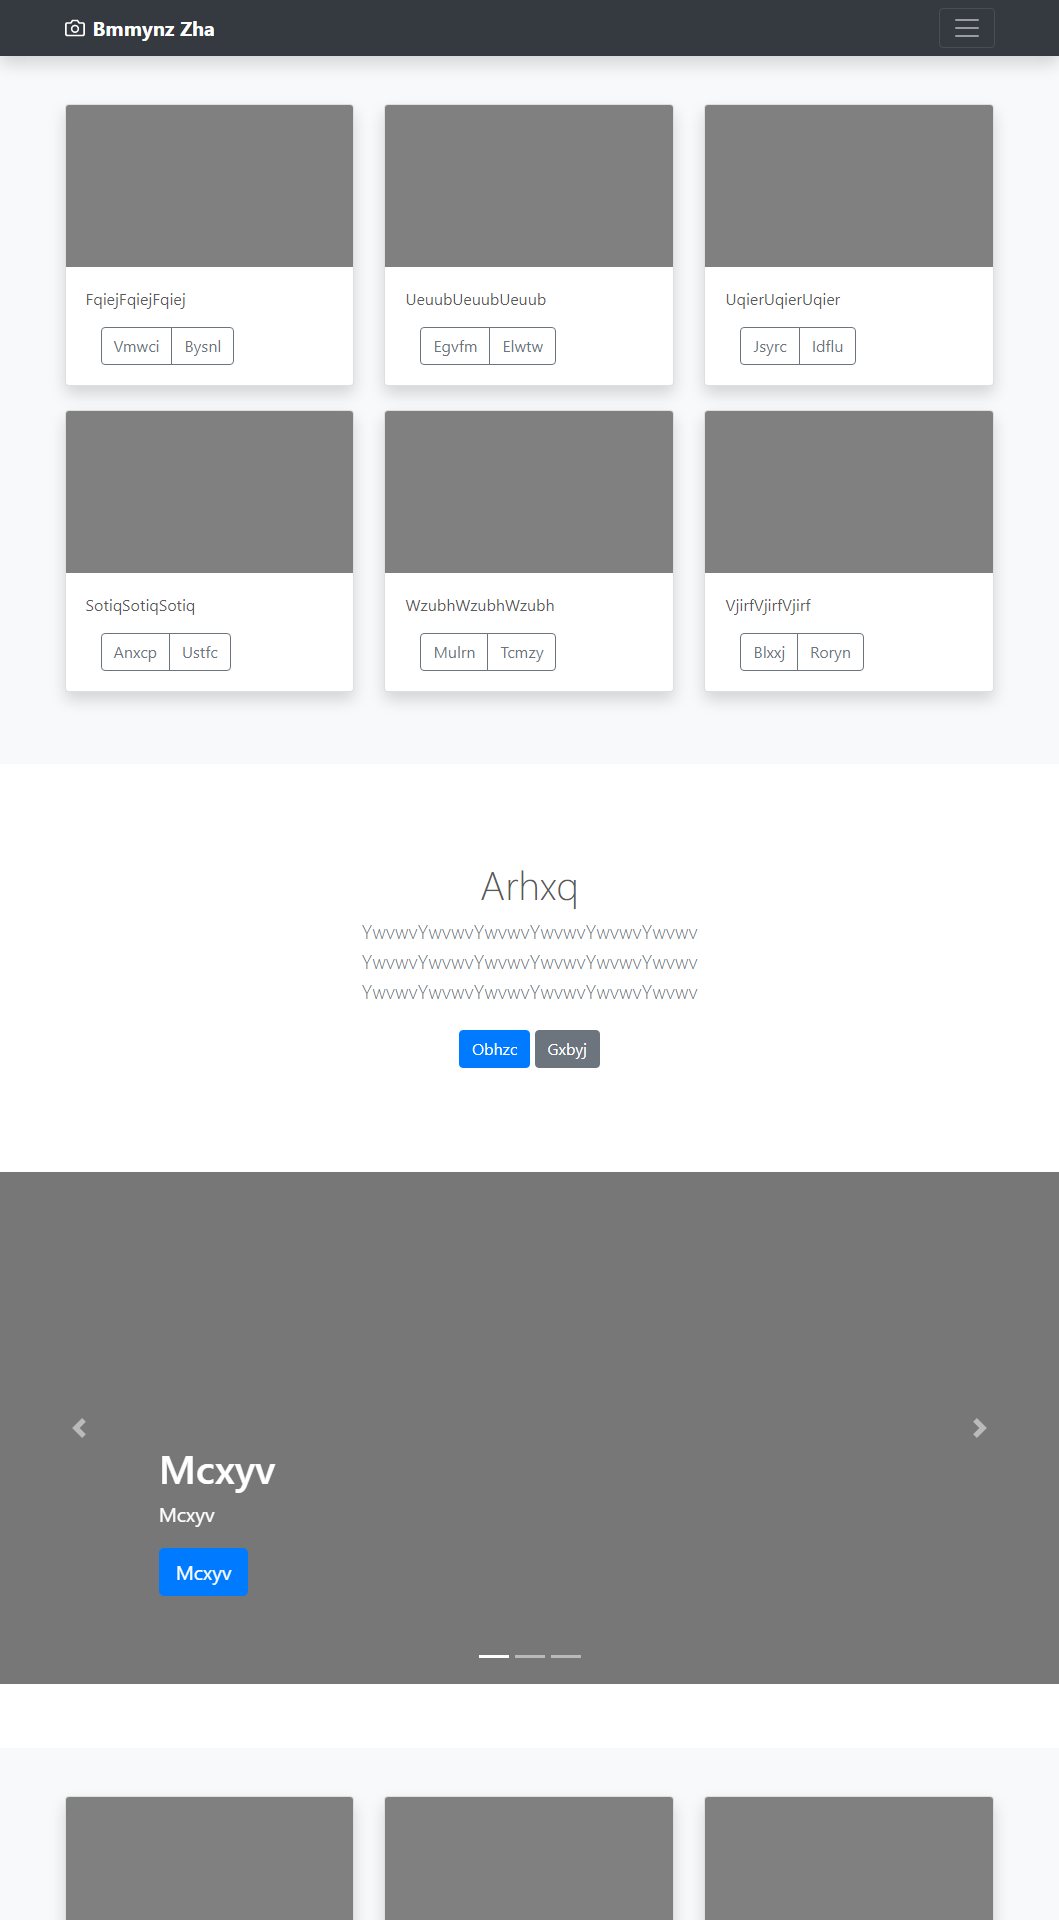 Bmmynz Zha
FqiejFqiejFqiej
Vmwci Bysnl
UeuubUeuubUeuub
Egvfm Elwtw
UqierUqierUqier
Jsyrc Idflu
SotiqSotiqSotiq
Anxcp Ustfc
WzubhWzubhWzubh
Mulrn Tcmzy
VjirfVjirfVjirf
Blxxj Roryn
Arhxq
YwvwvYwvwvYwvwvYwvwvYwvwvYwvwv
YwvwvYwvwvYwvwvYwvwvYwvwvYwvwv
YwvwvYwvwvYwvwvYwvwvYwvwvYwvwv
Obhzc Gxbyj
Mcxyv
Mcxyv
Mcxyv